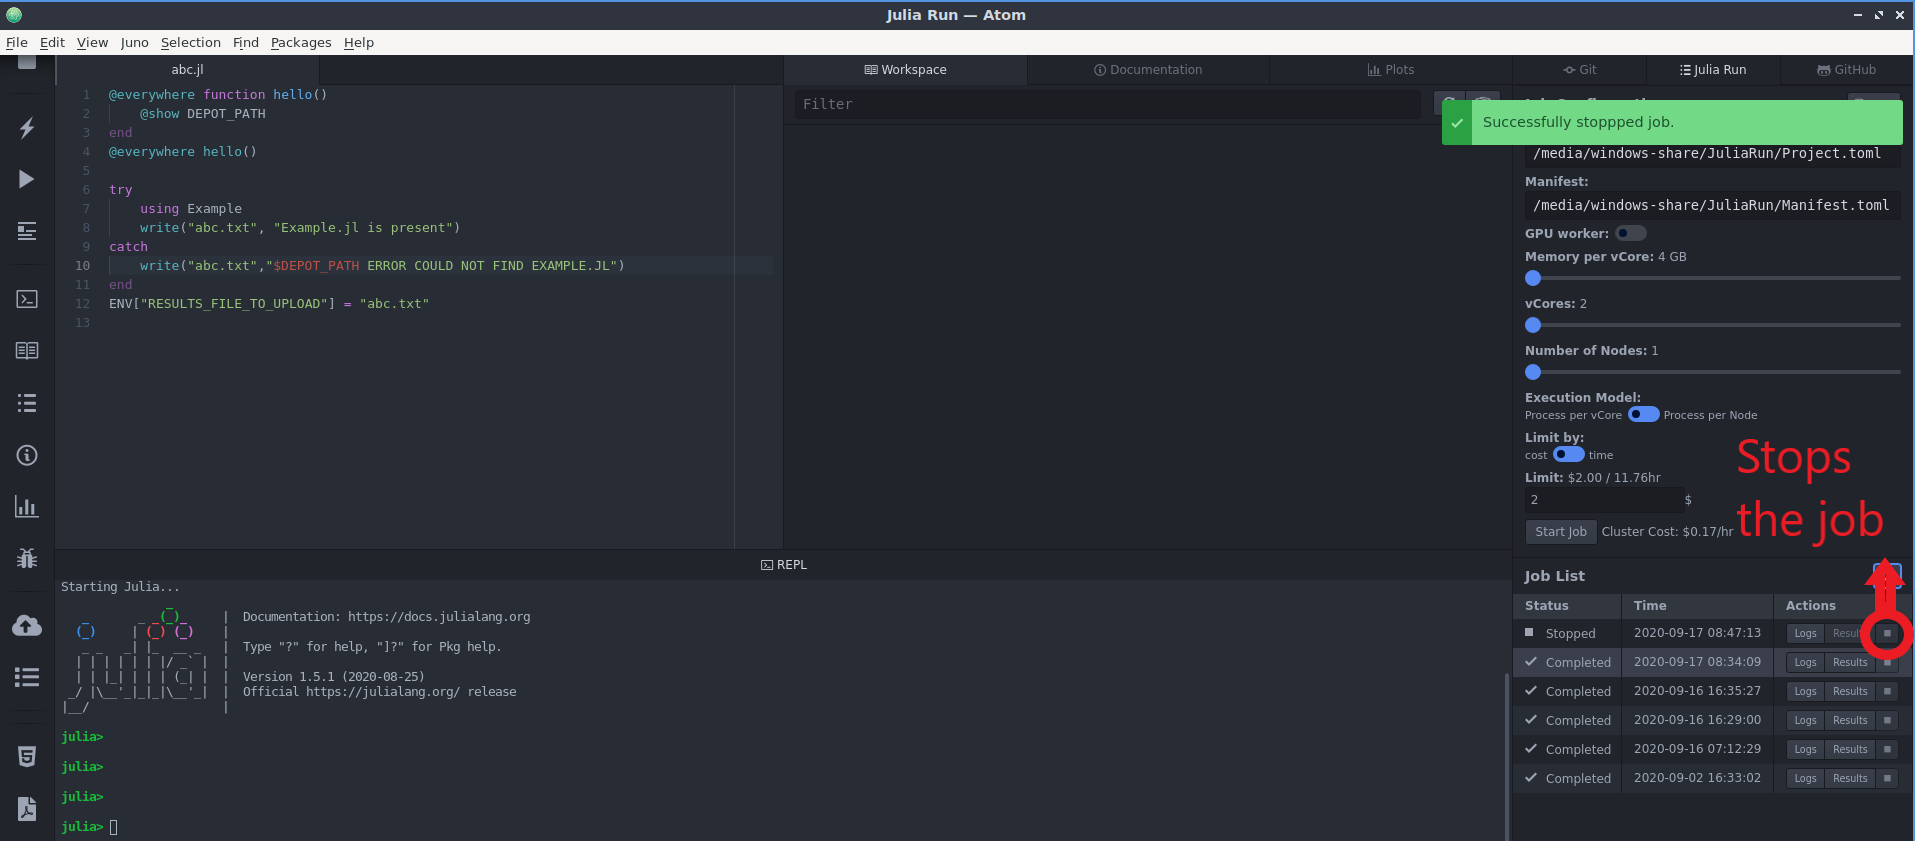 Julia Run — Atom
File Edit View Juno Selection Find Packages Help
abc.jl
1 @everywhere function hello()
2 @show DEPOT_PATH
3 end
4 @everywhere hello()
5
6 try
7 using Example
8 write("abc.txt", "Example.jl is present")
9 catch
10 write("abc.txt","$DEPOT_PATH ERROR COULD NOT FIND EXAMPLE.JL")
11 end
12 ENV["RESULTS_FILE_TO_UPLOAD"] = "abc.txt"
13
Workspace Documentation Plots
Filter
Git Julia Run GitHub
Successfully stoppped job.
/media/windows-share/JuliaRun/Project.toml
Manifest:
/media/windows-share/JuliaRun/Manifest.toml
GPU worker:
Memory per vCore: 4 GB
vCores: 2
Number of Nodes: 1
Execution Model:
Process per vCore Process per Node
Limit by:
cost time
Limit: $2.00 / 11.76hr
2 $
Start Job Cluster Cost: $0.17/hr
Stops
the job
Job List
Status Time Actions
Stopped 2020-09-17 08:47:13 Logs
Completed 2020-09-17 08:34:09 Logs Results
Completed 2020-09-16 16:35:27 Logs Results
Completed 2020-09-16 16:29:00 Logs Results
Completed 2020-09-16 07:12:29 Logs Results
Completed 2020-09-02 16:33:02 Logs Results
REPL
Starting Julia...
Documentation: https://docs.julialang.org
Type "?" for help, "]?" for Pkg help.
Version 1.5.1 (2020-08-25)
Official https://julialang.org/ release
julia>
julia>
julia>
julia>